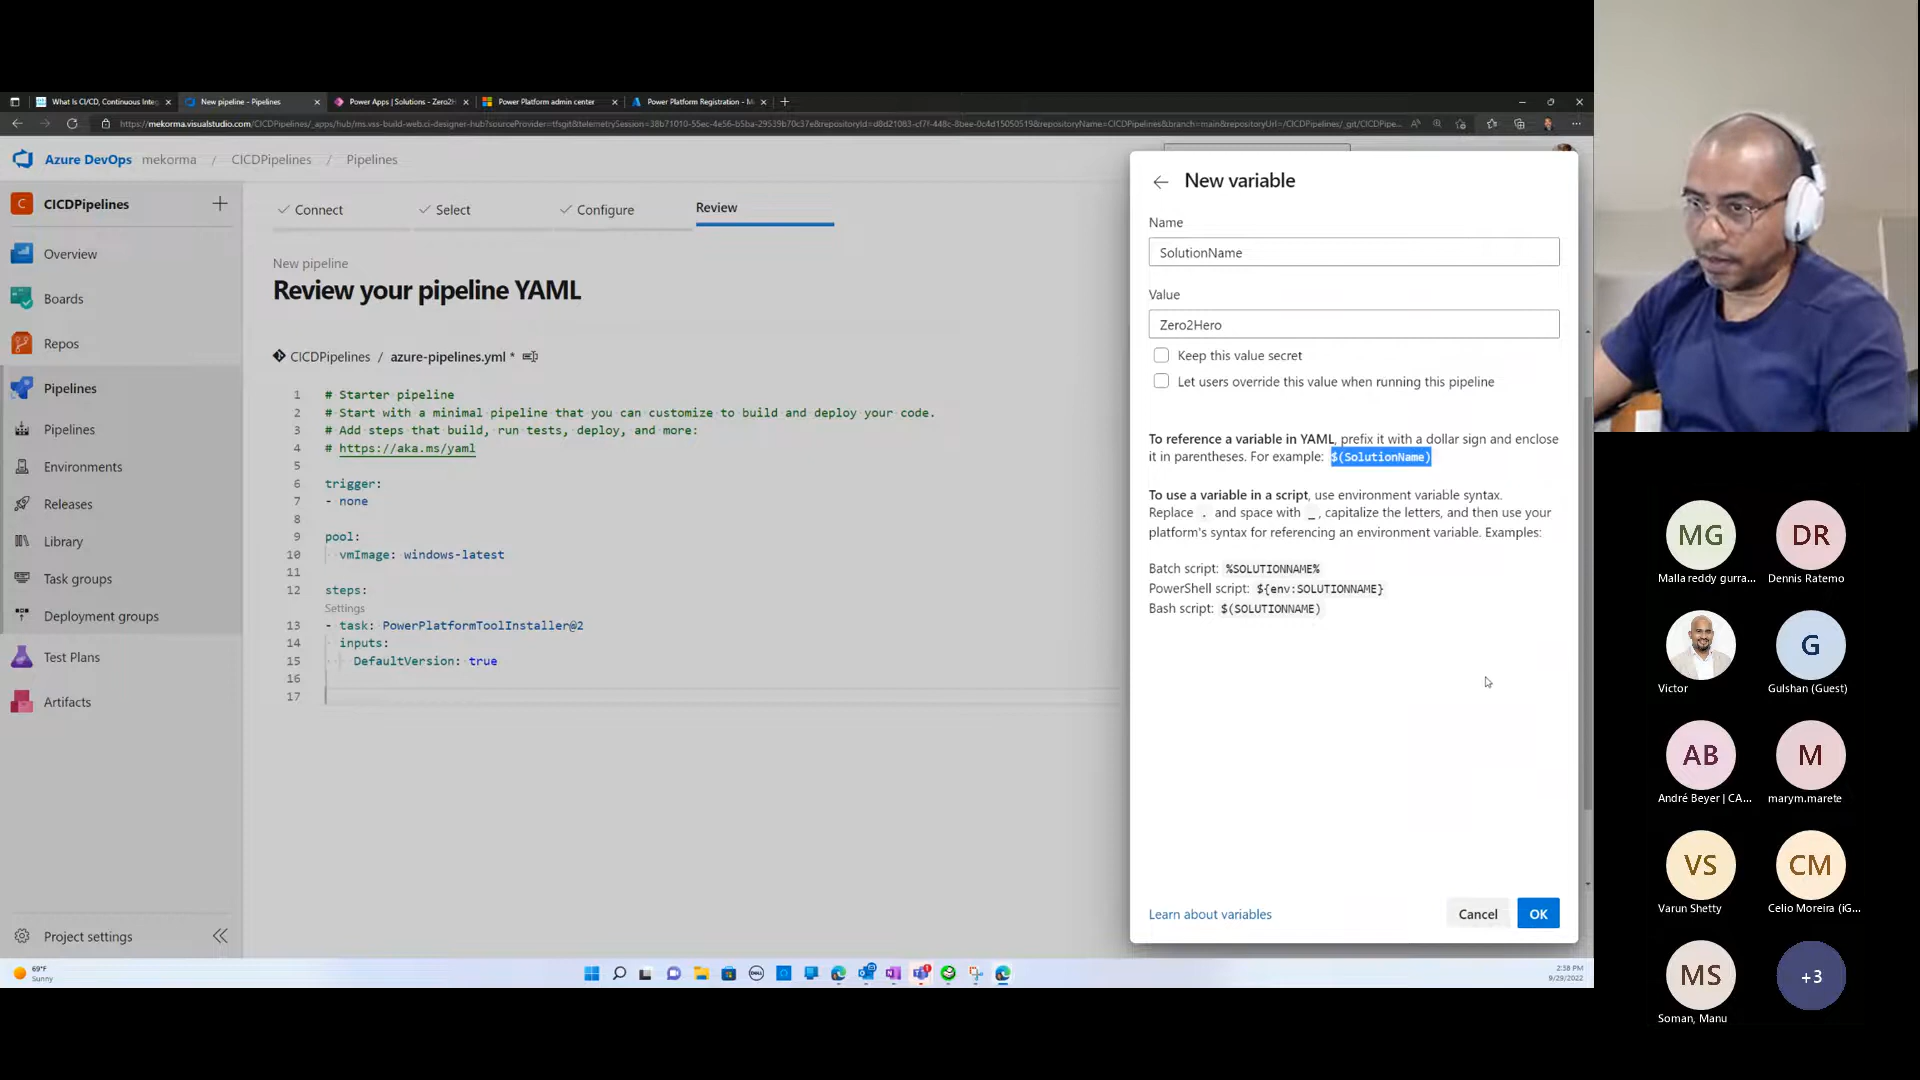 What Is CI/CD, Continuous Inte
New pipeline - Pipelines
Power Apps | Solutions - Zero2H
Power Platform admin center
Power Platform Registration - M
Azure DevOps
mekorma
/
CICDPipelines
/
Pipelines
C
CICDPipelines
Overview
Boards
Repos
Pipelines
Pipelines
Environments
Releases
Library
Task groups
Deployment groups
Test Plans
Artifacts
Project settings
Connect
Select
Configure
Review
New pipeline
Review your pipeline YAML
CICDPipelines / azure-pipelines.yml *
1 # Starter pipeline
2 # Start with a minimal pipeline that you can customize to build and deploy your code.
3 # Add steps that build, run tests, deploy, and more:
4 # https://aka.ms/yaml
5
6 trigger:
7 - none
8
9 pool:
10 vmImage: windows-latest
11
12 steps:
Settings
13 - task: PowerPlatformToolInstaller@2
14 inputs:
15 DefaultVersion: true
16
17
New variable
Name
SolutionName
Value
Zero2Hero
Keep this value secret
Let users override this value when running this pipeline
To reference a variable in YAML, prefix it with a dollar sign and enclose
it in parentheses. For example: $(SolutionName)
To use a variable in a script, use environment variable syntax.
Replace . and space with _, capitalize the letters, and then use your
platform's syntax for referencing an environment variable. Examples:
Batch script: %SOLUTIONNAME%
PowerShell script: ${env:SOLUTIONNAME}
Bash script: $(SOLUTIONNAME)
Learn about variables
Cancel
OK
69°F
Sunny
2:38 PM
9/29/2022
MG
Malla reddy gurra...
DR
Dennis Ratemo
Victor
G
Gulshan (Guest)
AB
André Beyer | CA...
M
marym.marete
VS
Varun Shetty
CM
Celio Moreira (iG...
MS
Soman, Manu
+3